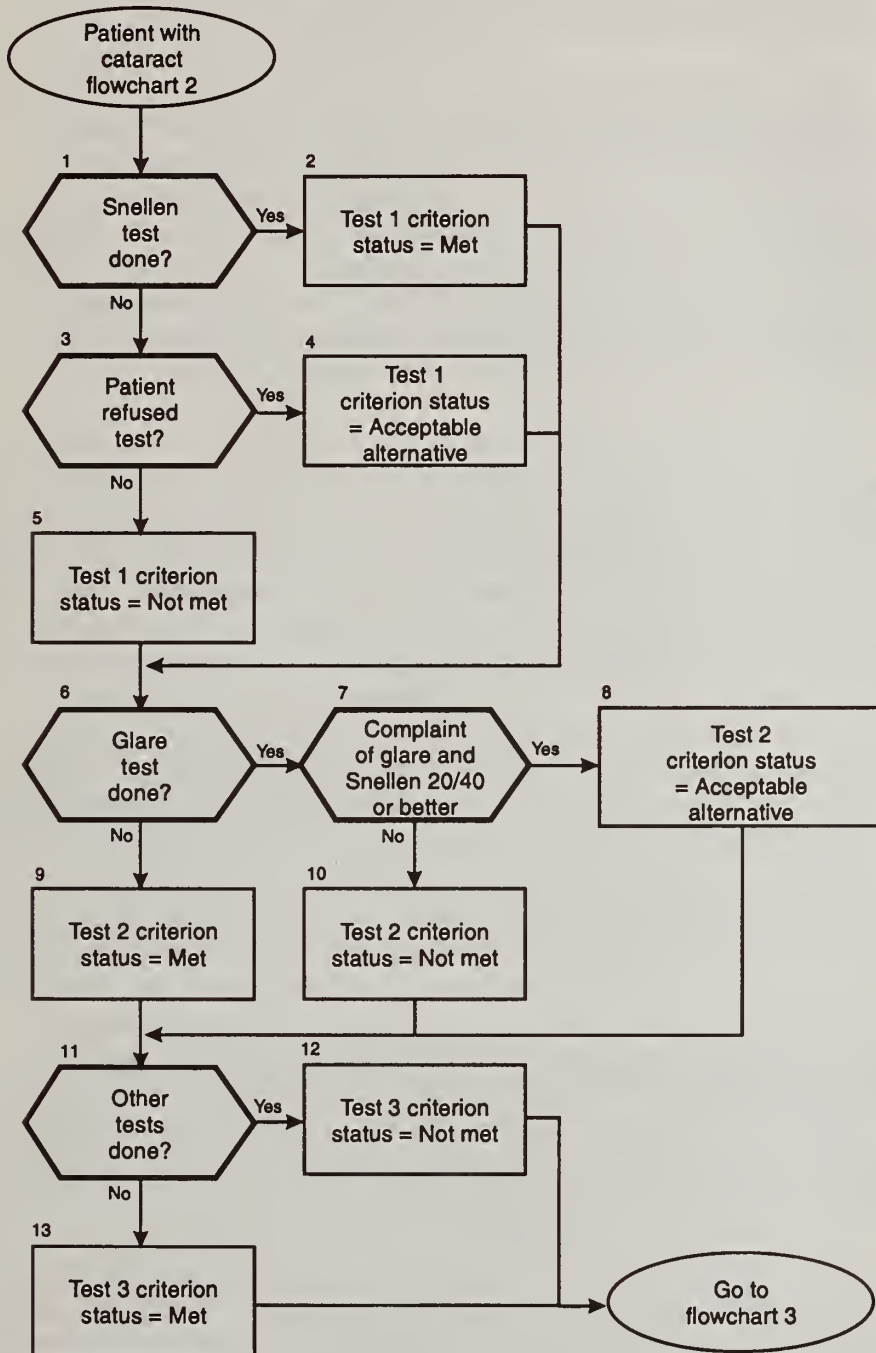 Patient with
cataract
flowchart 2
1
Snellen
test
done?
Yes
No
2
Test 1 criterion
status = Met
3
Patient
refused
test?
Yes
No
4
Test 1
criterion status
= Acceptable
alternative
5
Test 1 criterion
status = Not met
6
Glare
test
done?
Yes
No
7
Complaint
of glare and
Snellen 20/40
or better
Yes
No
8
Test 2
criterion status
= Acceptable
alternative
9
Test 2 criterion
status = Met
10
Test 2 criterion
status = Not met
11
Other
tests
done?
Yes
No
12
Test 3 criterion
status = Not met
13
Test 3 criterion
status = Met
Go to
flowchart 3